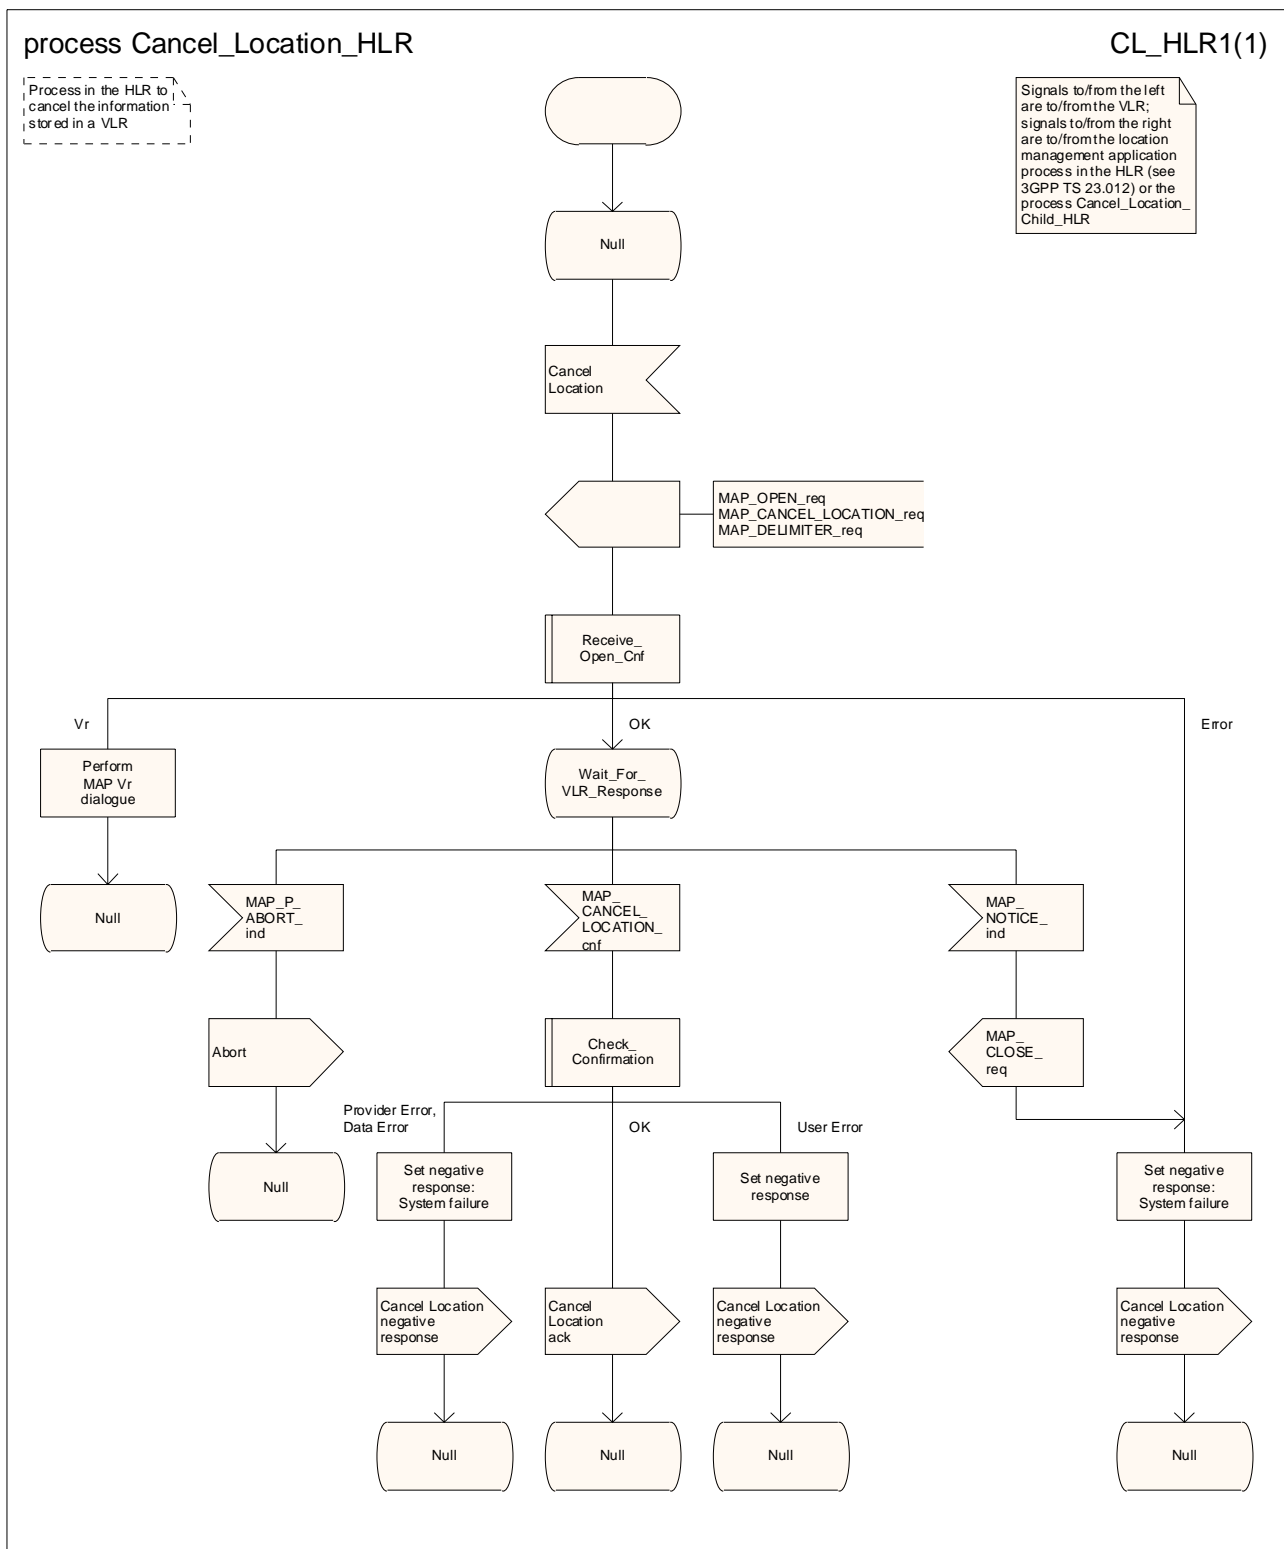 process Cancel_Location_HLR
CL_HLR1(1)
Process in the HLR to
cancel the information
stored in a VLR
Signals to/from the left
are to/from the VLR;
signals to/from the right
are to/from the location
management application
process in the HLR (see
3GPP TS 23.012) or the
process Cancel_Location_
Child_HLR
Null
Cancel
Location
MAP_OPEN_req
MAP_CANCEL_LOCATION_req
MAP_DELIMITER_req
Receive_
Open_Cnf
Vr
OK
Error
Perform
MAP Vr
dialogue
Wait_For_
VLR_Response
Null
MAP_P_
ABORT_
ind
MAP_
CANCEL_
LOCATION_
cnf
MAP_
NOTICE_
ind
Abort
Check_
Confirmation
MAP_
CLOSE_
req
Provider Error,
Data Error
OK
User Error
Null
Set negative
response:
System failure
Set negative
response
Set negative
response:
System failure
Cancel Location
negative
response
Cancel
Location
ack
Cancel Location
negative
response
Cancel Location
negative
response
Null
Null
Null
Null